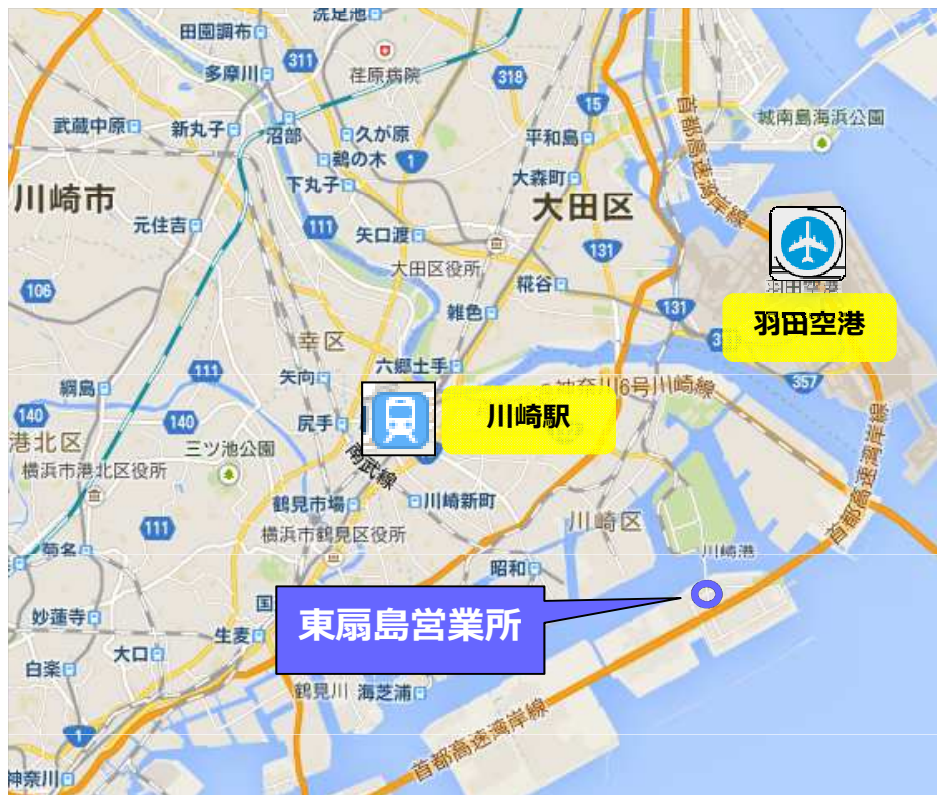 洗足池
田園調布
311
多摩川
荏原病院
318
15
首都高速湾岸線
城南島海浜公園
武蔵中原
新丸子
沼部
久が原
平和島
鵜の木
1
下丸子
大森町
川崎市
大田区
元住吉
111
矢口渡
131
大田区役所
糀谷
106
羽田空港
雑色
131
羽田空港
幸区
六郷土手
357
綱島
111
矢向
神奈川6号川崎線
140
140
尻手
川崎駅
港北区
三ツ池公園
首都高速湾岸線
横浜市港北区役所
南武線
鶴見市場
川崎新町
111
横浜市鶴見区役所
川崎区
菊名
川崎港
昭和
妙蓮寺
国
東扇島営業所
生麦
大口
白楽
鶴見川
海芝浦
首都高速湾岸線
1
神奈川